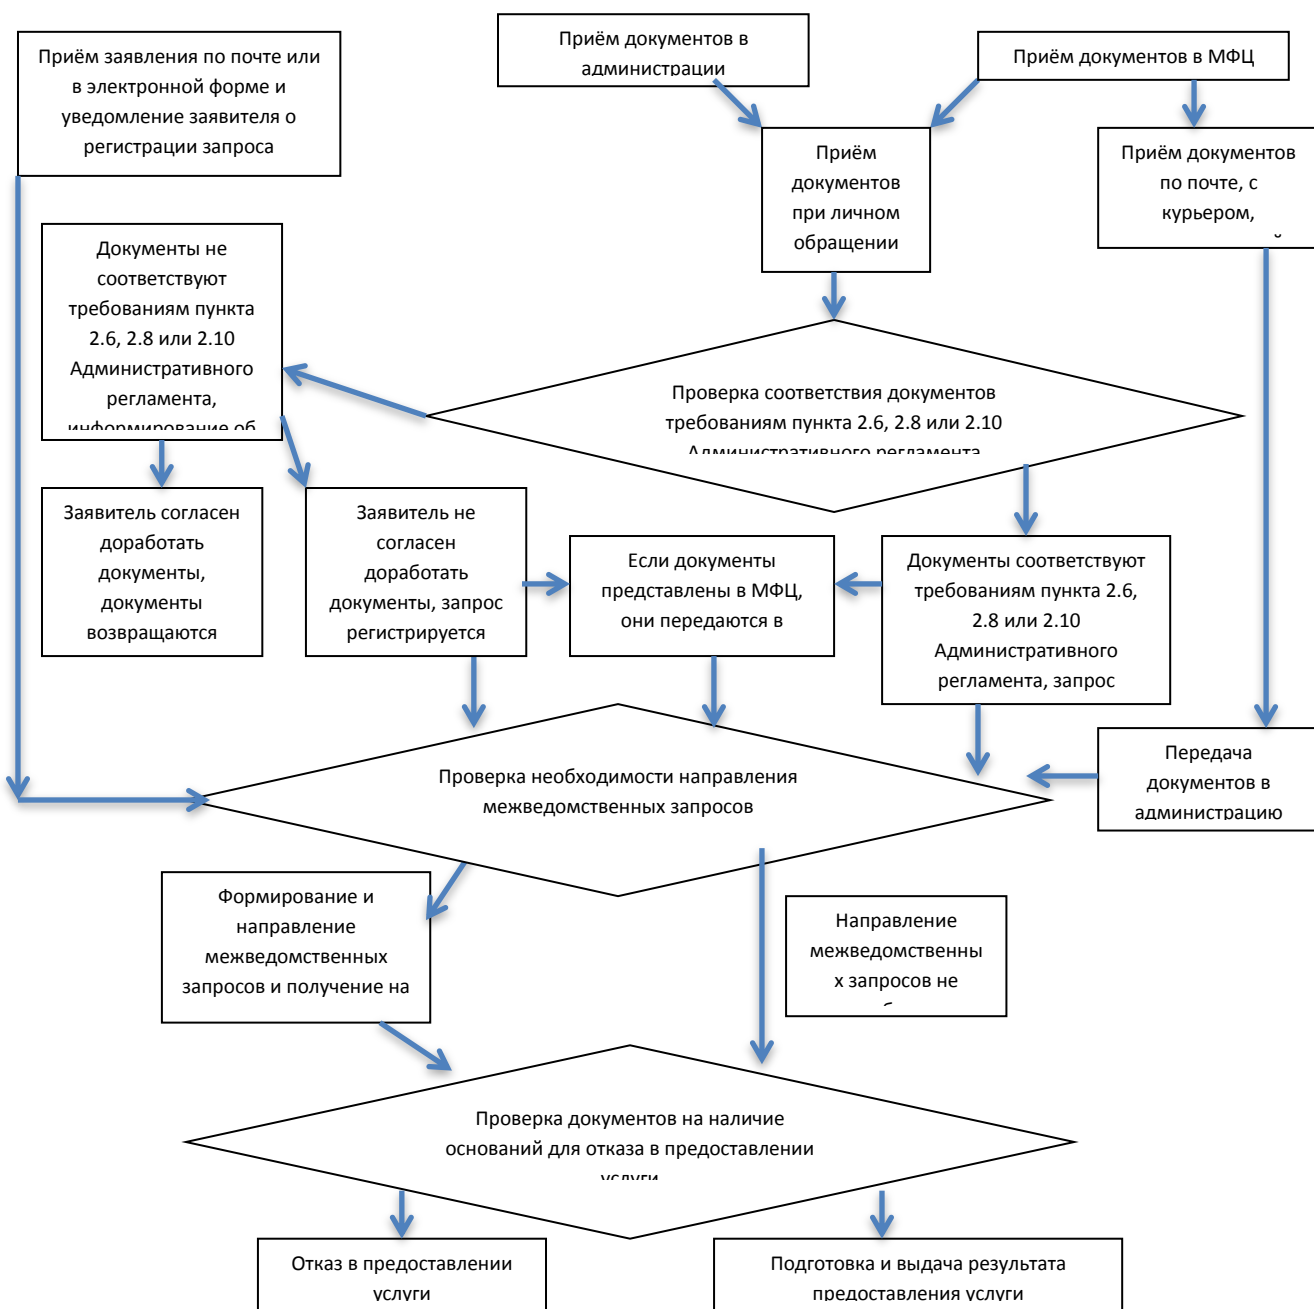 Приём заявления по почте или
в электронной форме и
уведомление заявителя о
регистрации запроса
Приём документов в
администрации
Приём документов в МФЦ
Приём
документов
при личном
обращении
Приём документов
по почте, с
курьером,
Документы не
соответствуют
требованиям пункта
2.6, 2.8 или 2.10
Административного
регламента,
информирование об
Проверка соответствия документов
требованиям пункта 2.6, 2.8 или 2.10
Административного регламента
Заявитель согласен
доработать
документы,
документы
возвращаются
Заявитель не
согласен
доработать
документы, запрос
регистрируется
Если документы
представлены в МФЦ,
они передаются в
Документы соответствуют
требованиям пункта 2.6,
2.8 или 2.10
Административного
регламента, запрос
Передача
документов в
администрацию
Проверка необходимости направления
межведомственных запросов
Формирование и
направление
межведомственных
запросов и получение на
Направление
межведомственны
х запросов не
Проверка документов на наличие
оснований для отказа в предоставлении
услуги
Отказ в предоставлении
услуги
Подготовка и выдача результата
предоставления услуги